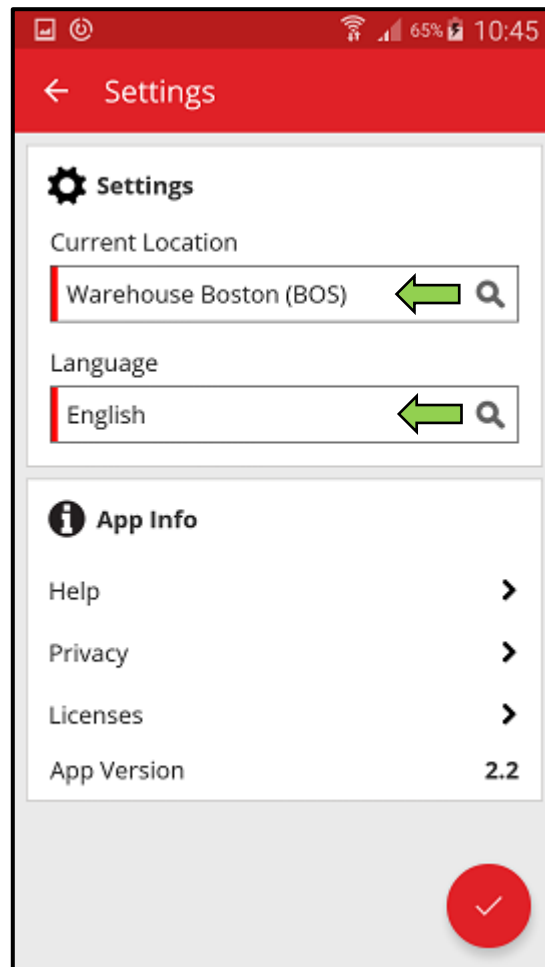 65% 10:45
Settings
Settings
Current Location
Warehouse Boston (BOS)
Language
English
App Info
Help
Privacy
Licenses
App Version 2.2